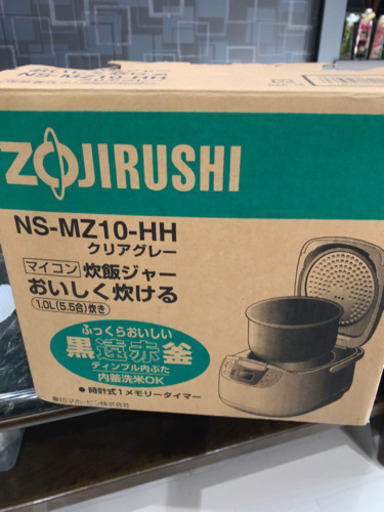 NS-MZ10-HH
ZOJIRUSHI
NS-MZ10-HH
クリアグレー
マイコン 炊飯ジャー
おいしく炊ける
1.0L(5.5合)炊き
ふっくらおいしい
黒遠赤釜
ディンプル内ぶた
内釜洗米OK
●時計式1メモリータイマー
象印マホービン株式会社